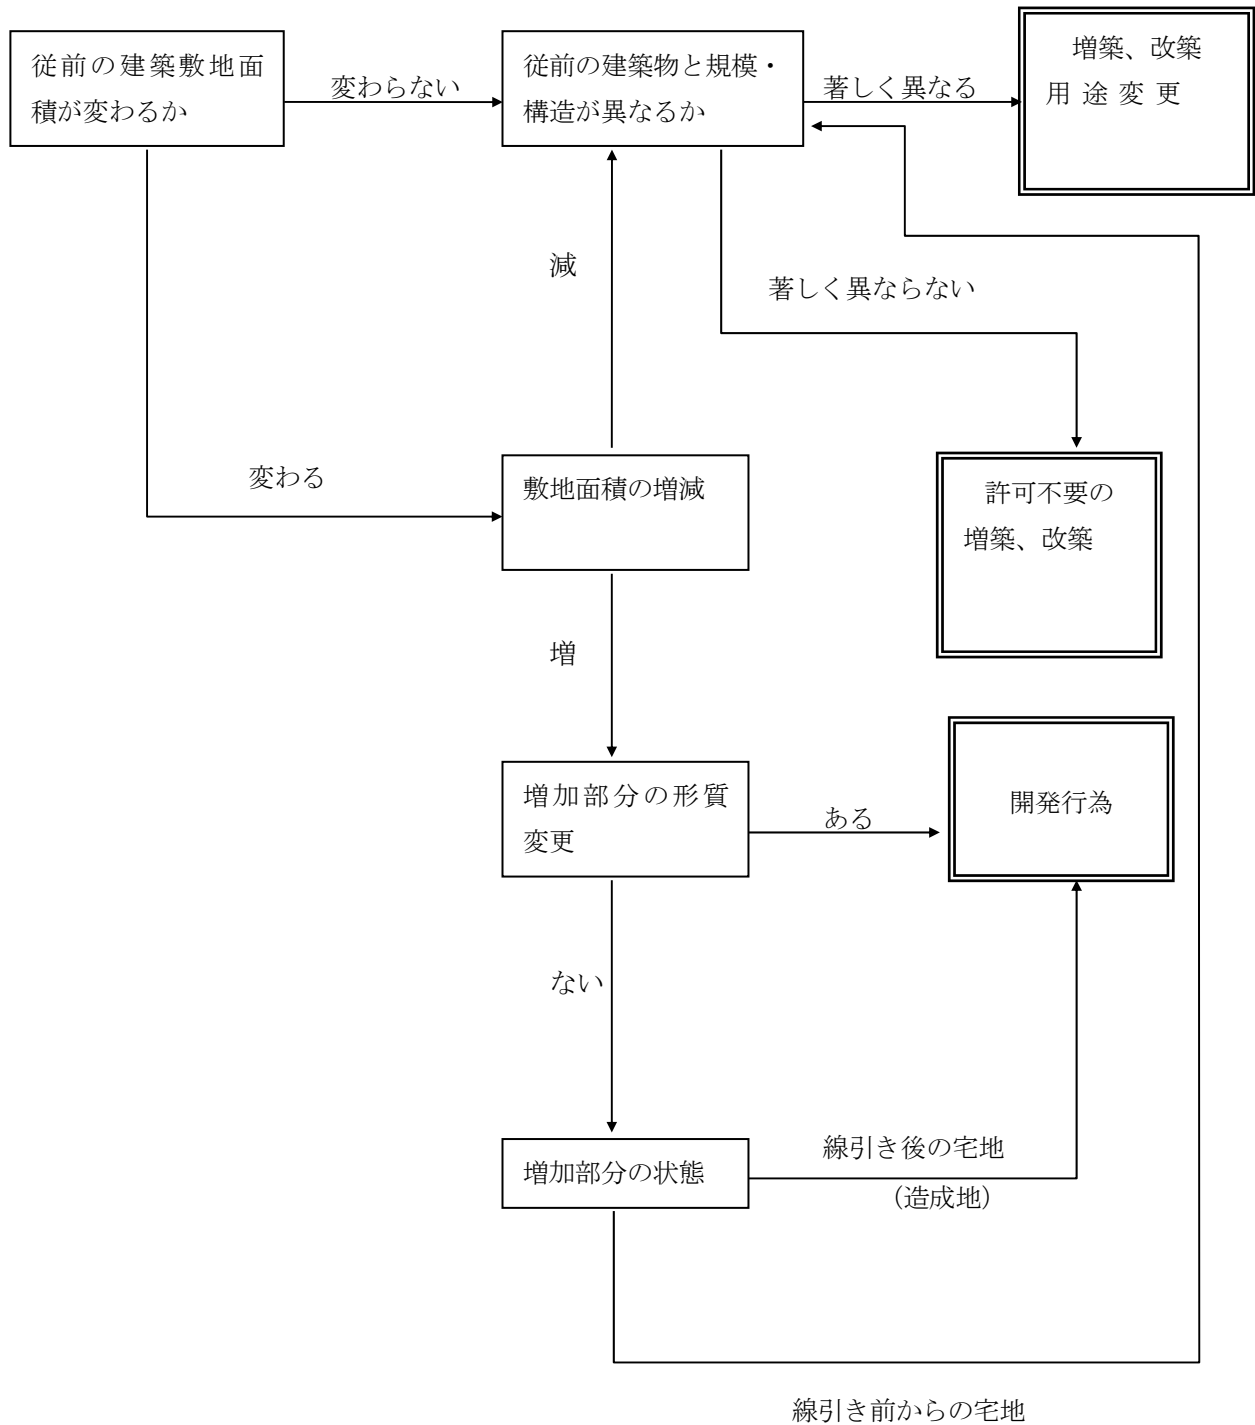 従前の建築敷地面
積が変わるか
変わらない
従前の建築物と規模・
構造が異なるか
著しく異なる
増築、改築
用途変更
減
著しく異ならない
変わる
敷地面積の増減
許可不要の
増築、改築
増
増加部分の形質
変更
ある
開発行為
ない
増加部分の状態
線引き後の宅地
（造成地）
線引き前からの宅地